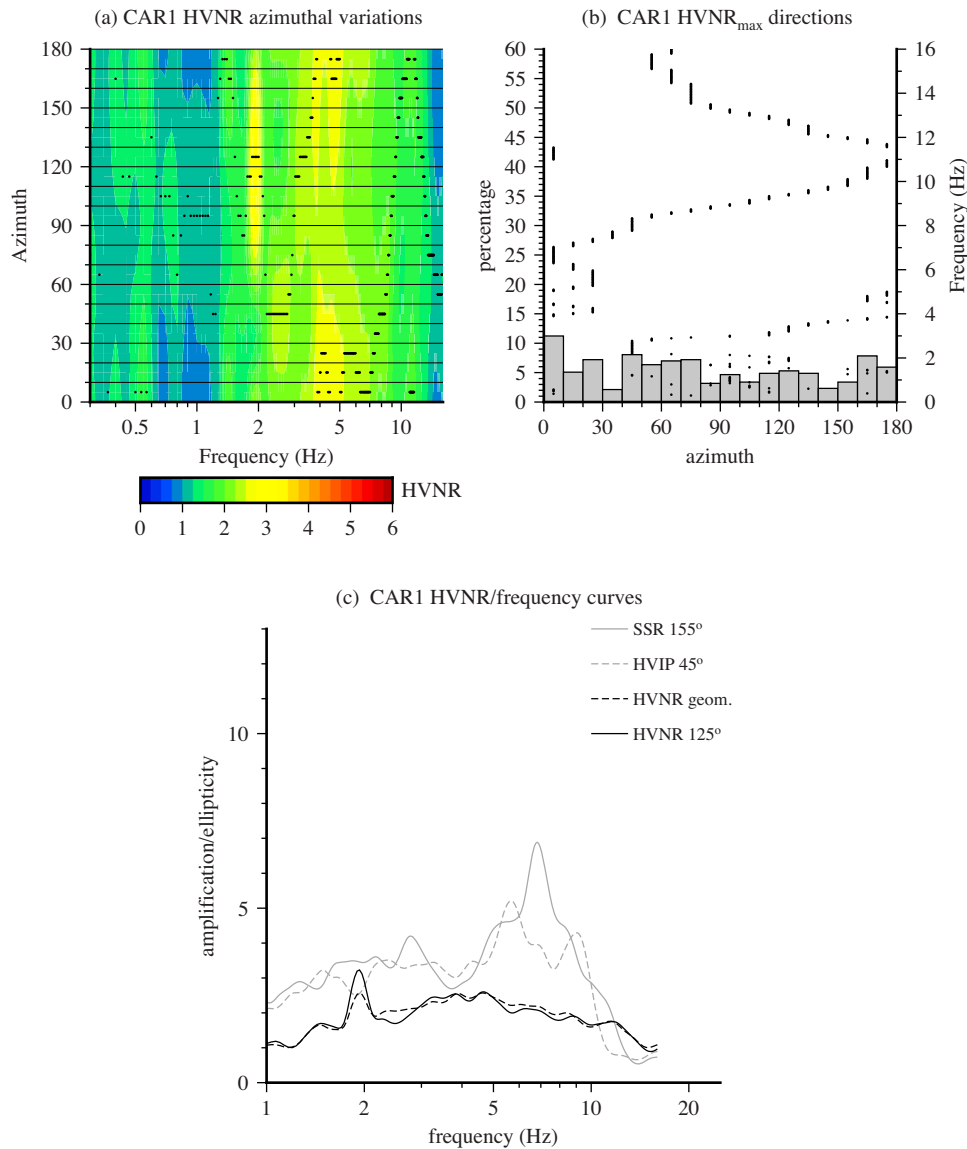 (a) CAR1 HVNR azimuthal variations
180
150
120
90
60
30
0
Azimuth
0.5 1 2 5 10
Frequency (Hz)
HVNR
0 1 2 3 4 5 6
(b) CAR1 HVNRmax directions
60
55
50
45
40
35
30
25
20
15
10
5
0
percentage
16
14
12
10
8
6
4
2
0
Frequency (Hz)
0 30 60 90 120 150 180
azimuth
(c) CAR1 HVNR/frequency curves
SSR 155º
HVIP 45º
HVNR geom.
HVNR 125º
10
5
0
amplification/ellipticity
1 2 5 10 20
frequency (Hz)